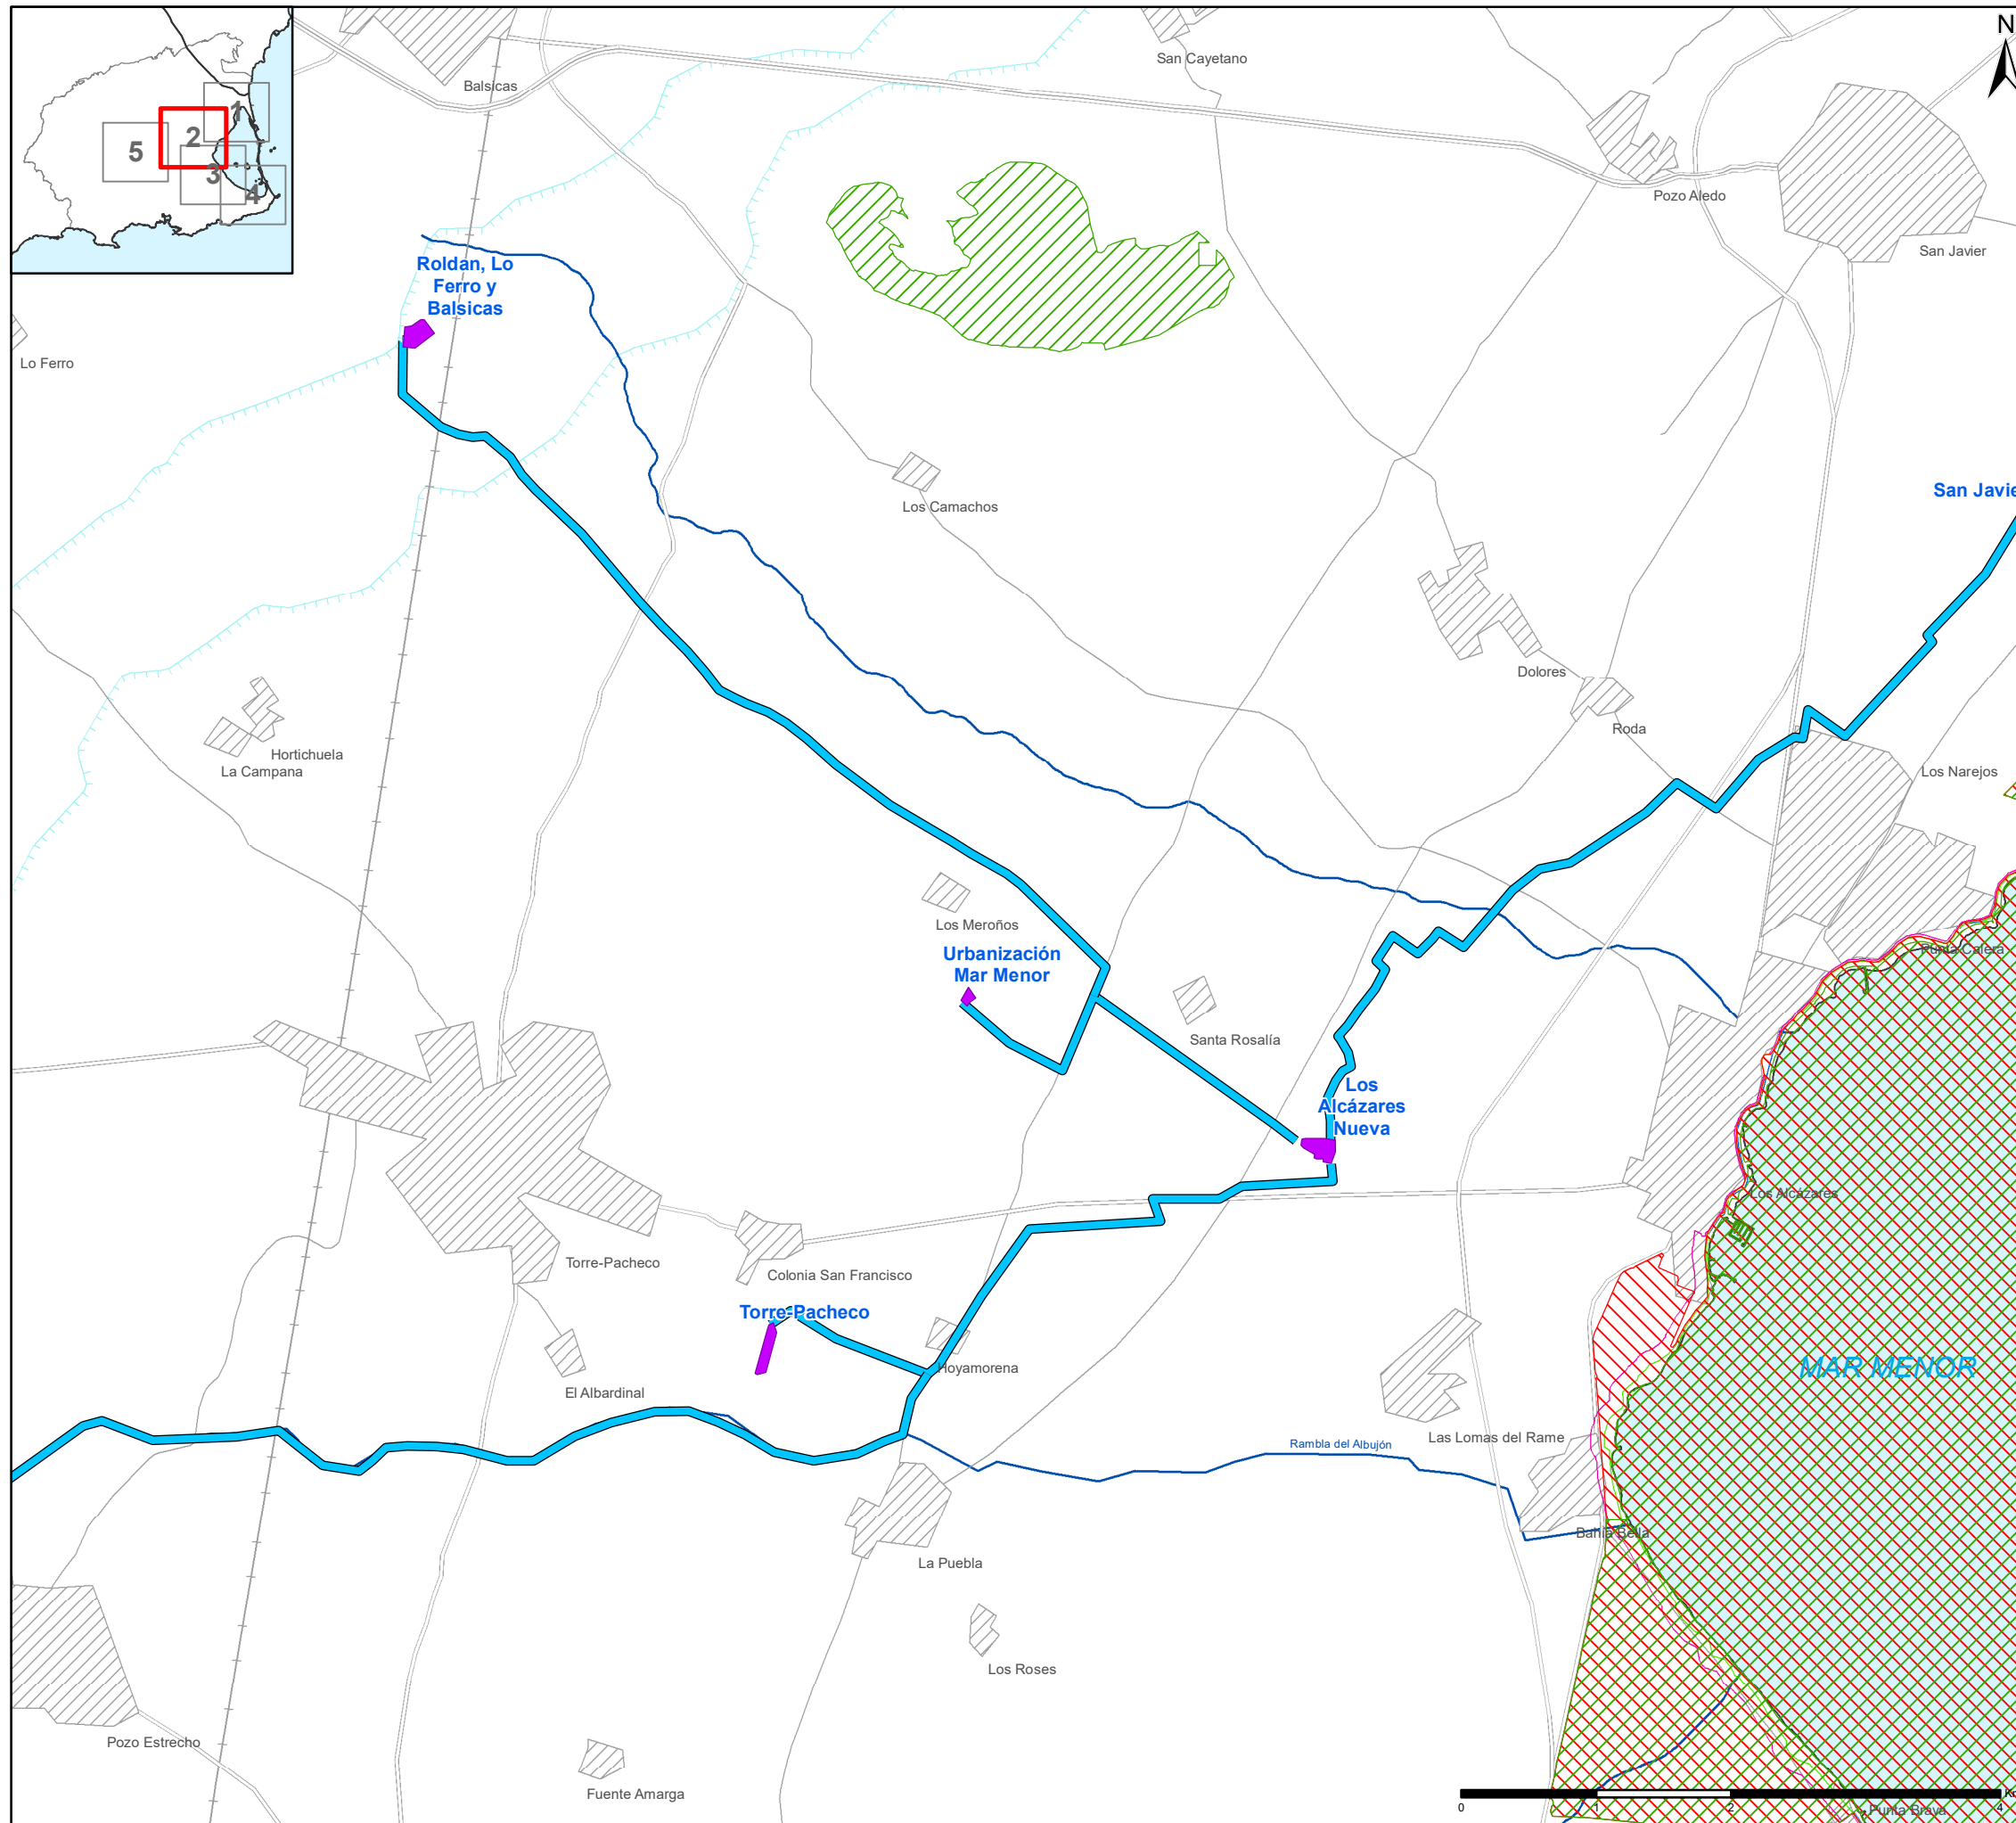 N
Balsicas
San Cayetano
1
2
5
3
4
Pozo Aledo
San Javier
Roldan, Lo
Ferro y
Balsicas
Lo Ferro
San Javie
Los Camachos
Dolores
Roda
Hortichuela
La Campana
Los Narejos
Los Meroños
Urbanización
Mar Menor
Punta Calera
Santa Rosalía
Los
Alcázares
Nueva
Los Alcázares
Torre-Pacheco
Colonia San Francisco
Torre-Pacheco
Hoyamorena
MAR MENOR
El Albardinal
Las Lomas del Rame
Rambla del Albujón
Bahía Bella
La Puebla
Los Roses
Pozo Estrecho
Fuente Amarga
0
1
2
4
Punta Brava